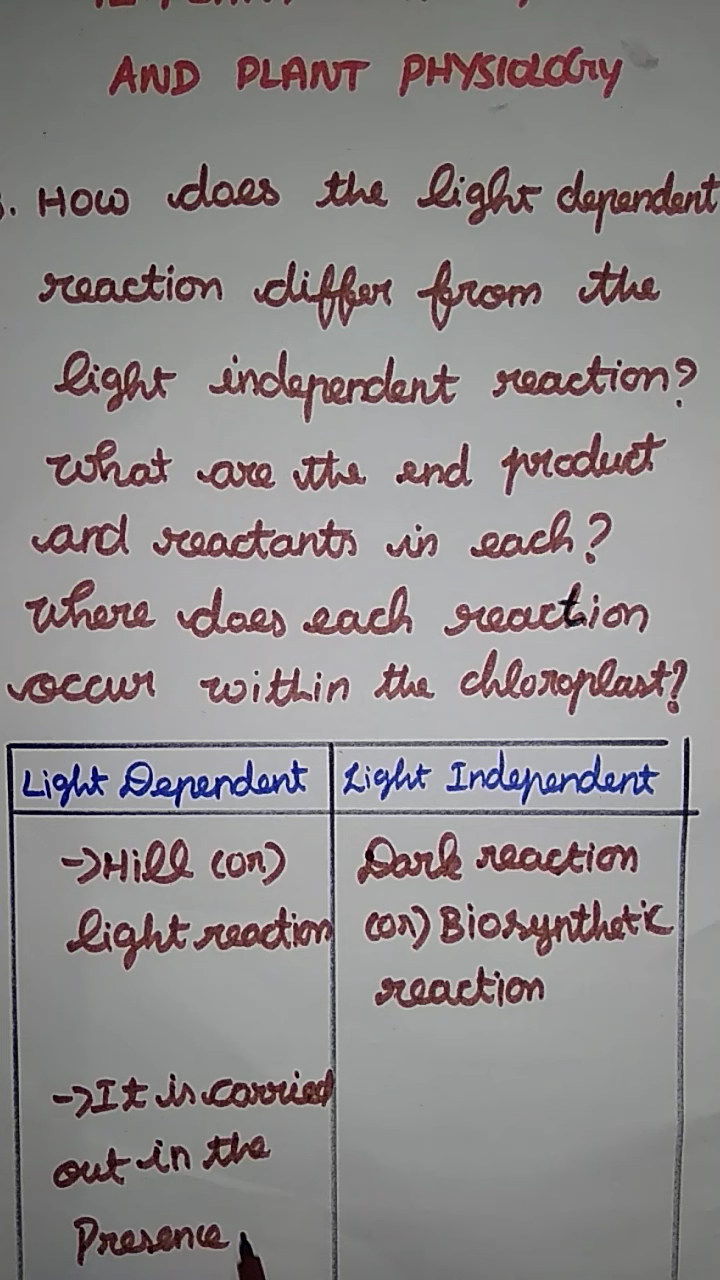 AND PLANT PHYSIOLOGY
. How does the light dependent
reaction differ from the
light independent reaction?
What are the end product
and reactants in each?
Where does each reaction
occur within the chloroplast?
Light Dependent
Light Independent
→Hill (or)
light reaction
Dark reaction
(or) Biosynthetic
reaction
→It is carried
out in the
Presence